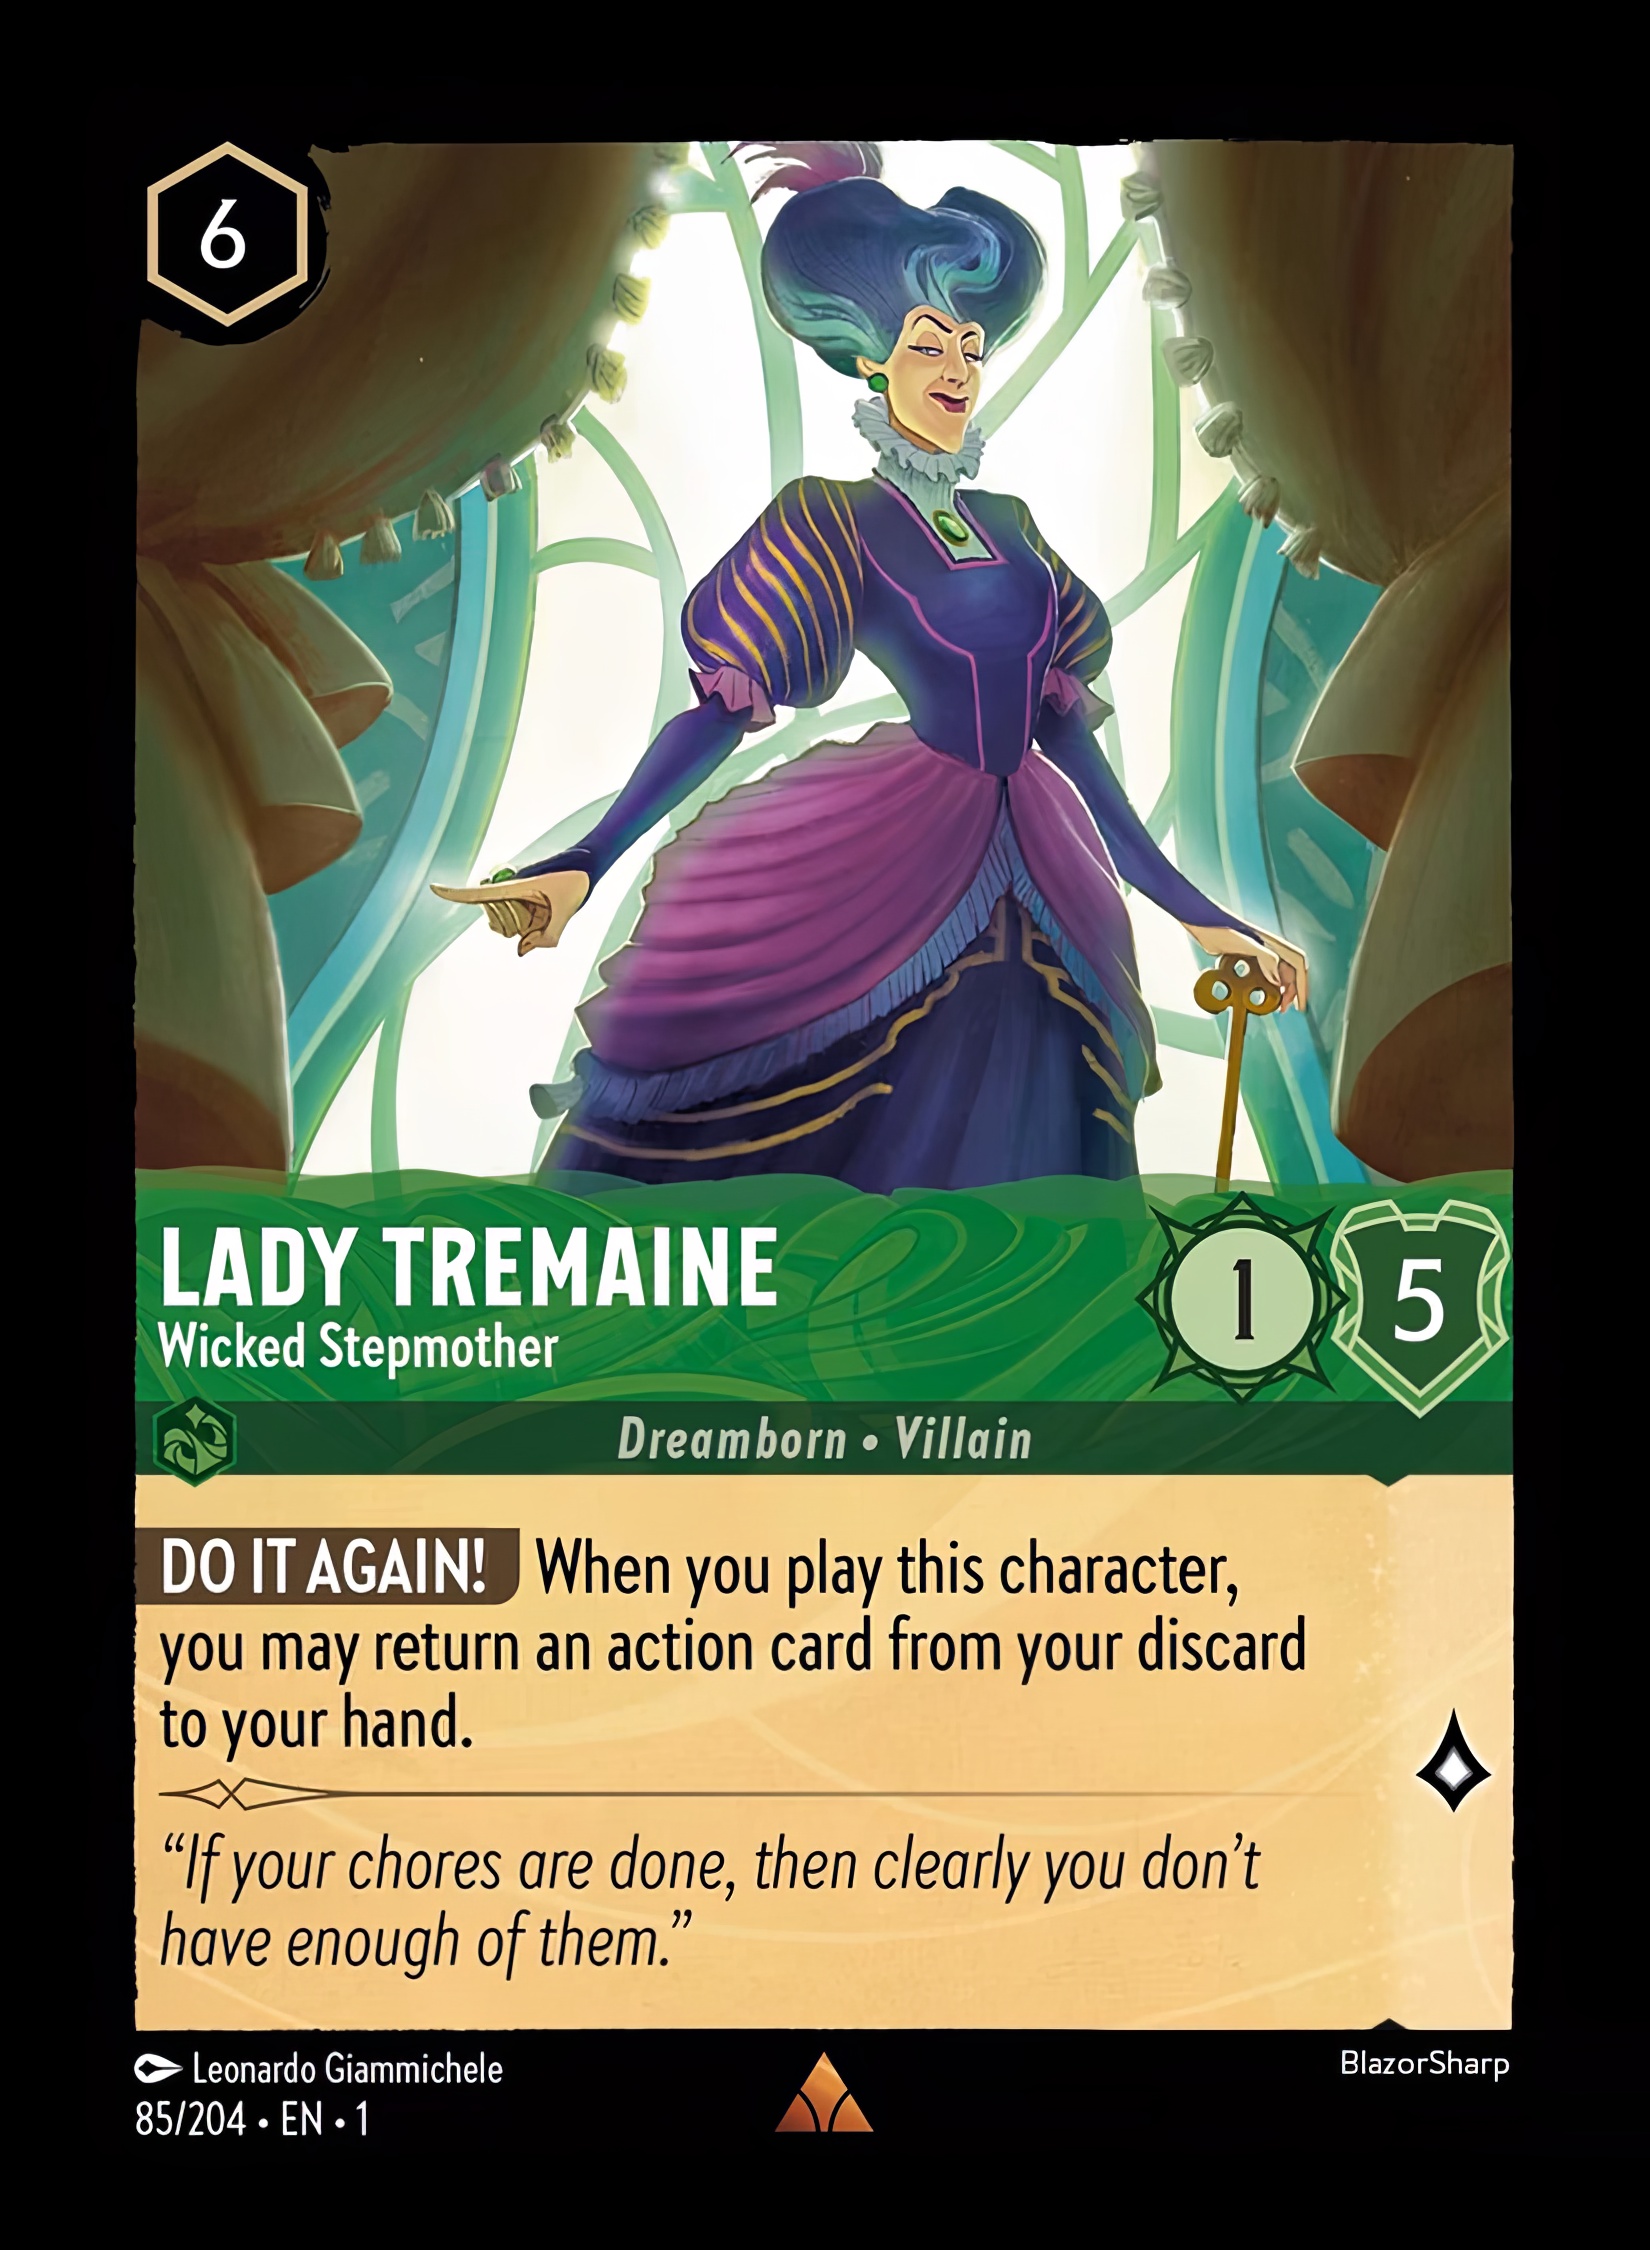 6
LADY TREMAINE
Wicked Stepmother
1
5
Dreamborn • Villain
DO IT AGAIN! When you play this character,
you may return an action card from your discard
to your hand.
“If your chores are done, then clearly you don’t
have enough of them.”
Leonardo Giammichele
BlazorSharp
85/204 • EN • 1